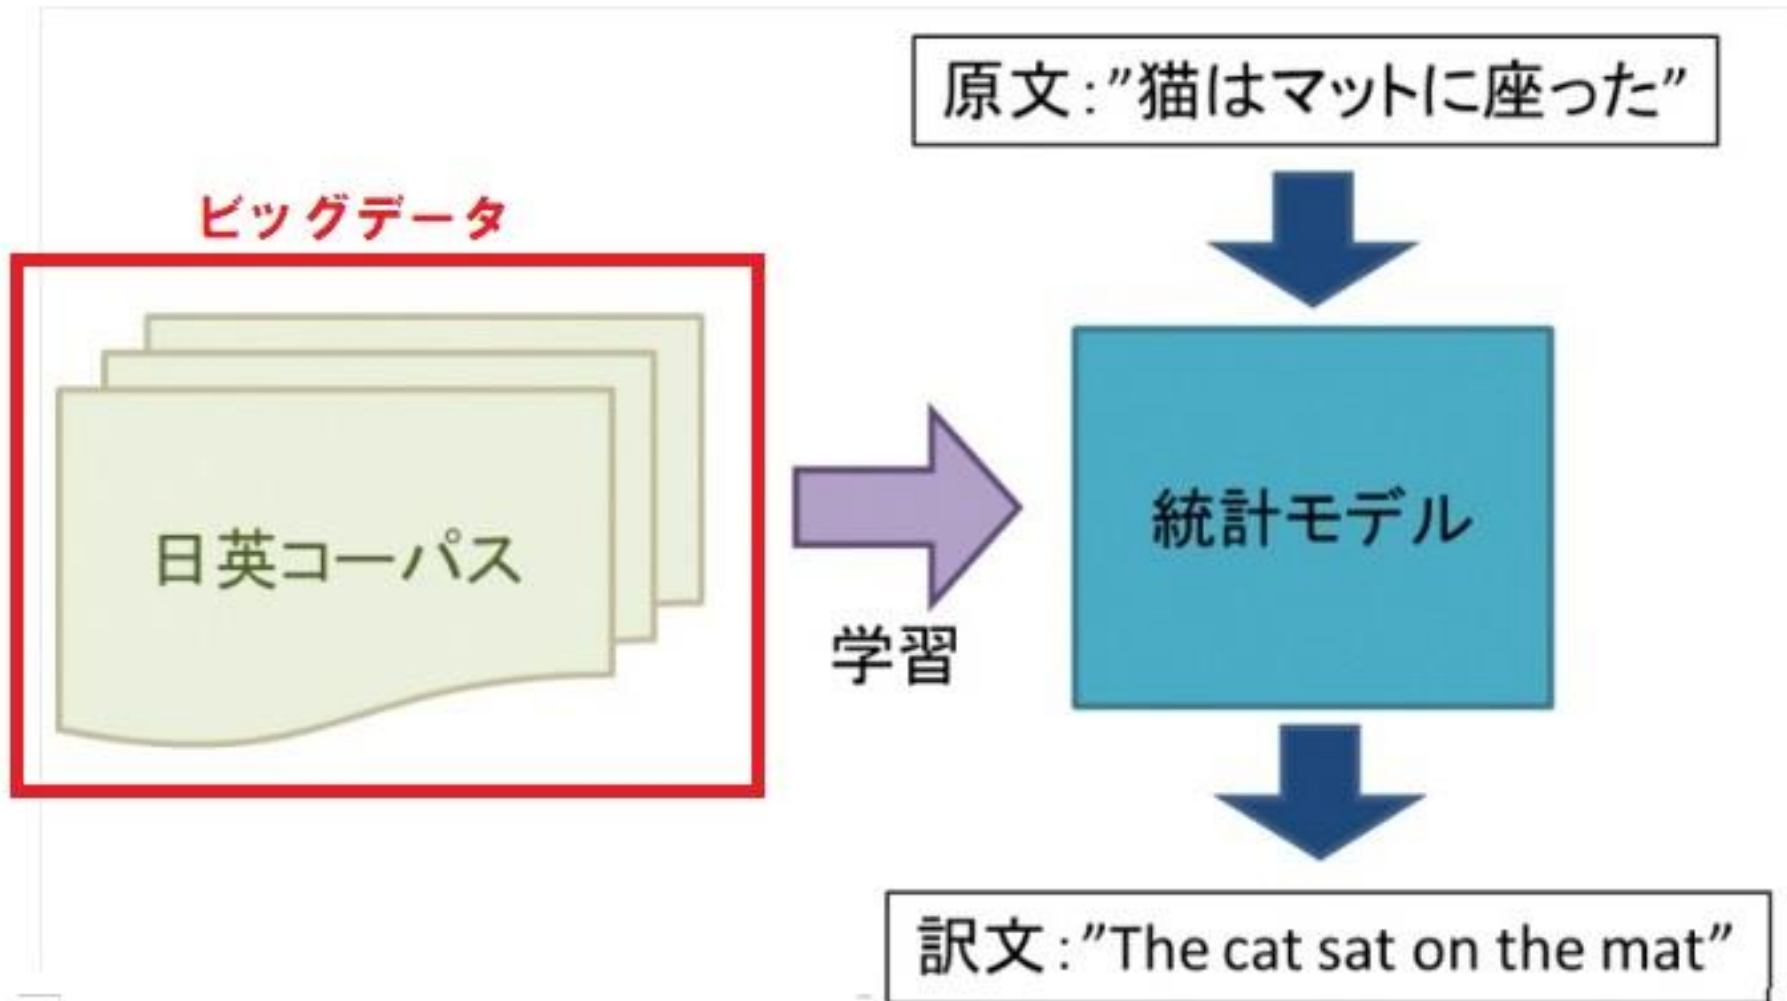 原文:”猫はマットに座った”
ビッグデータ
日英コーパス
学習
統計モデル
訳文:”The cat sat on the mat”